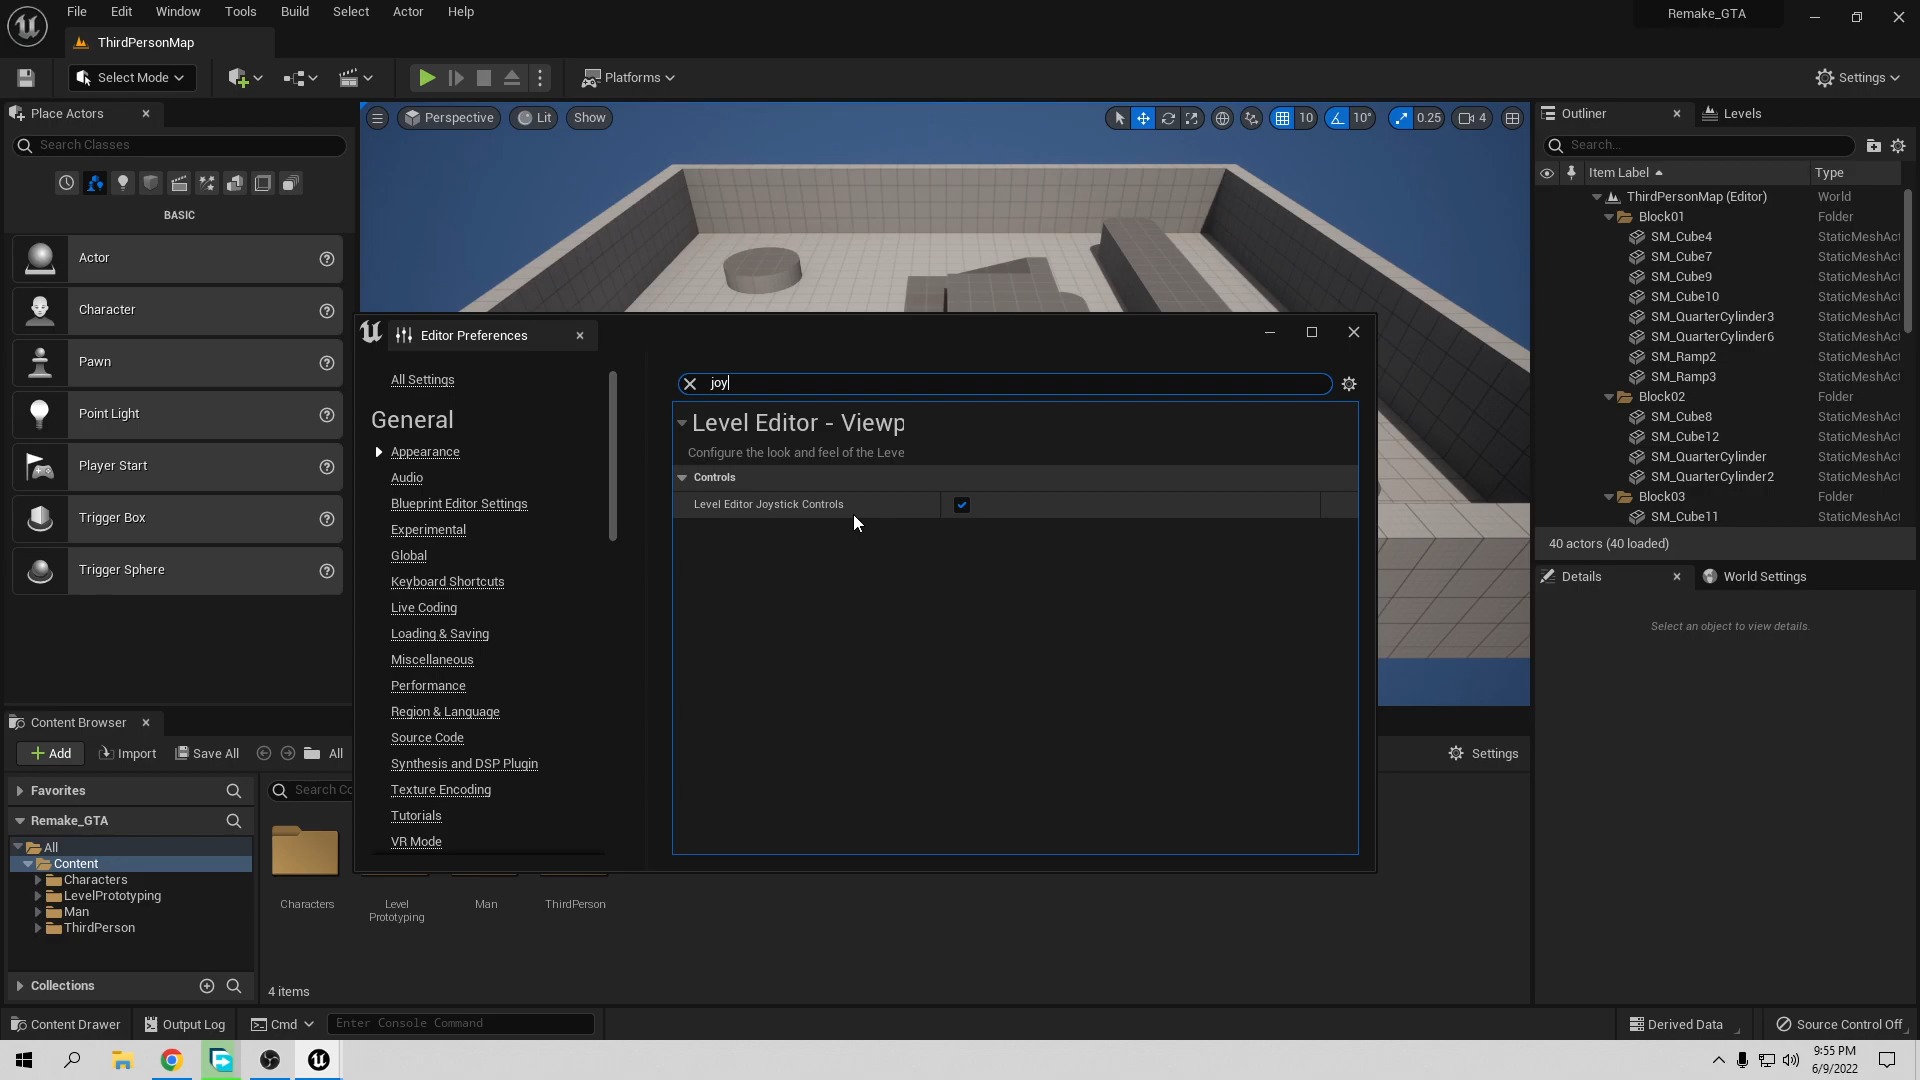 File Edit Window Tools Build Select Actor Help
Remake_GTA
ThirdPersonMap
Select Mode
Platforms
Settings
Place Actors
Search Classes
BASIC
Actor
Character
Pawn
Point Light
Player Start
Trigger Box
Trigger Sphere
Perspective Lit Show
10 10° 0.25 4
Outliner Levels
Search...
Item Label Type
ThirdPersonMap (Editor) World
Block01 Folder
SM_Cube4 StaticMeshAct
SM_Cube7 StaticMeshAct
SM_Cube9 StaticMeshAct
SM_Cube10 StaticMeshAct
SM_QuarterCylinder3 StaticMeshAct
SM_QuarterCylinder6 StaticMeshAct
SM_Ramp2 StaticMeshAct
SM_Ramp3 StaticMeshAct
Block02 Folder
SM_Cube8 StaticMeshAct
SM_Cube12 StaticMeshAct
SM_QuarterCylinder StaticMeshAct
SM_QuarterCylinder2 StaticMeshAct
Block03 Folder
SM_Cube11 StaticMeshAct
40 actors (40 loaded)
Details World Settings
Select an object to view details.
Editor Preferences
All Settings
General
Appearance
Audio
Blueprint Editor Settings
Experimental
Global
Keyboard Shortcuts
Live Coding
Loading & Saving
Miscellaneous
Performance
Region & Language
Source Code
Synthesis and DSP Plugin
Texture Encoding
Tutorials
VR Mode
joy
Level Editor - Viewp
Configure the look and feel of the Leve
Controls
Level Editor Joystick Controls
Content Browser
Add Import Save All All
Settings
Favorites
Remake_GTA
All
Content
Characters
LevelPrototyping
Man
ThirdPerson
Collections
Search Cc
Characters
Level
Prototyping
Man
ThirdPerson
4 items
Content Drawer Output Log Cmd Enter Console Command
Derived Data Source Control Off
9:55 PM
6/9/2022